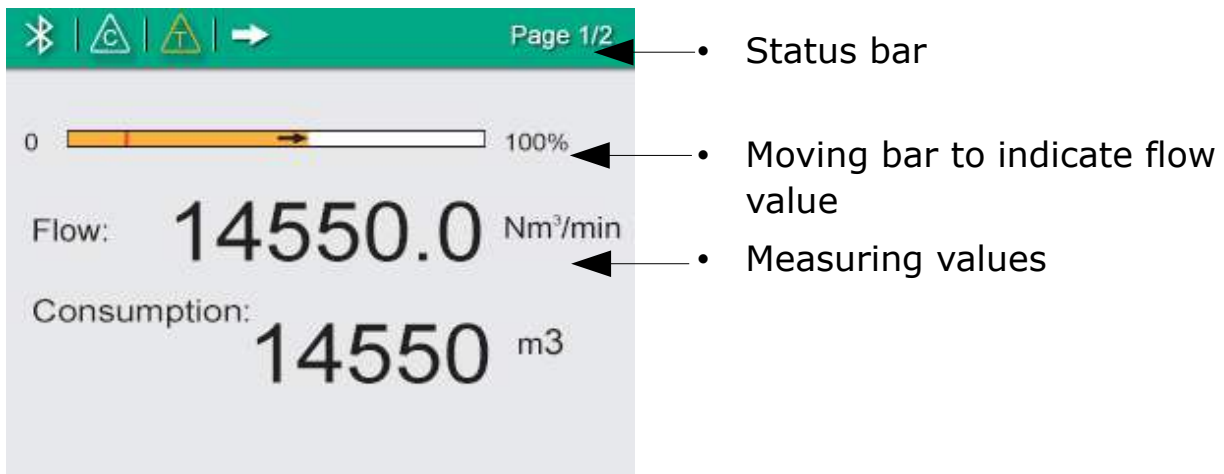 C T Page 1/2
• Status bar
0 100%
• Moving bar to indicate flow
value
Flow: 14550.0 Nm³/min
• Measuring values
Consumption:
14550 m3